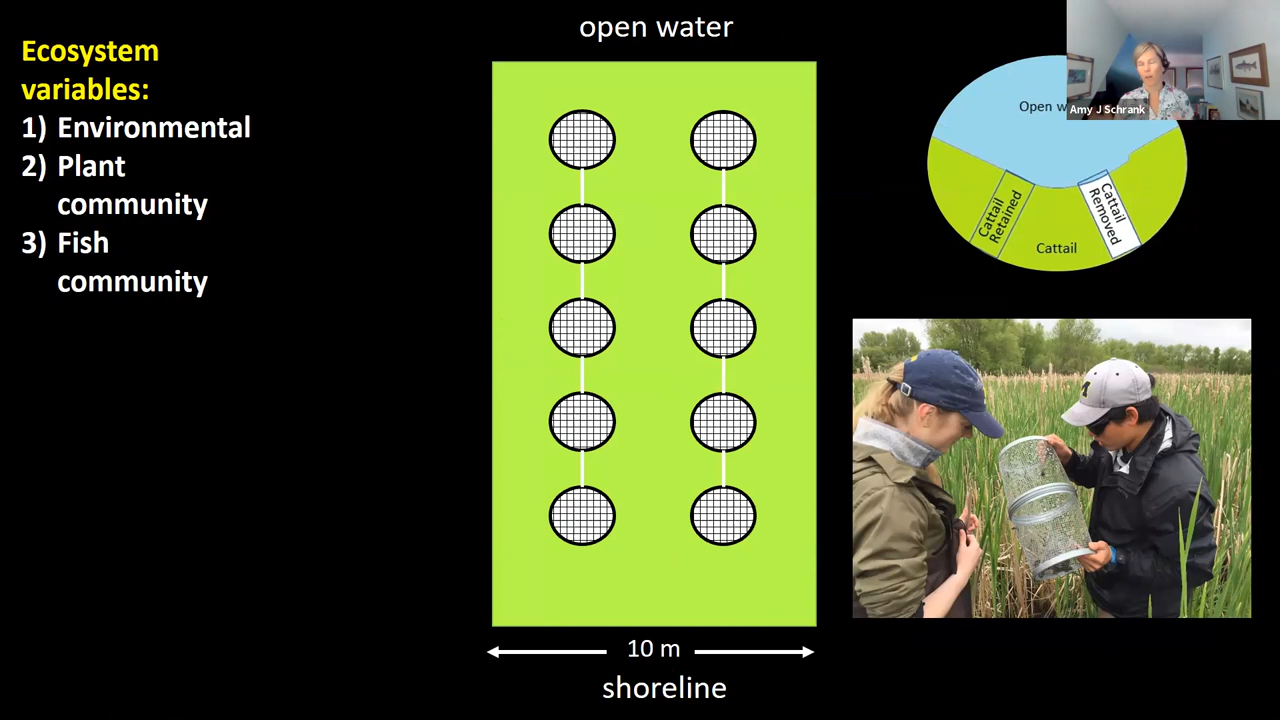 open water
Ecosystem
variables:
1) Environmental
2) Plant
community
3) Fish
community
Open w
Amy J Schrank
Cattail
Retained
Cattail
Removed
Cattail
M
10 m
shoreline